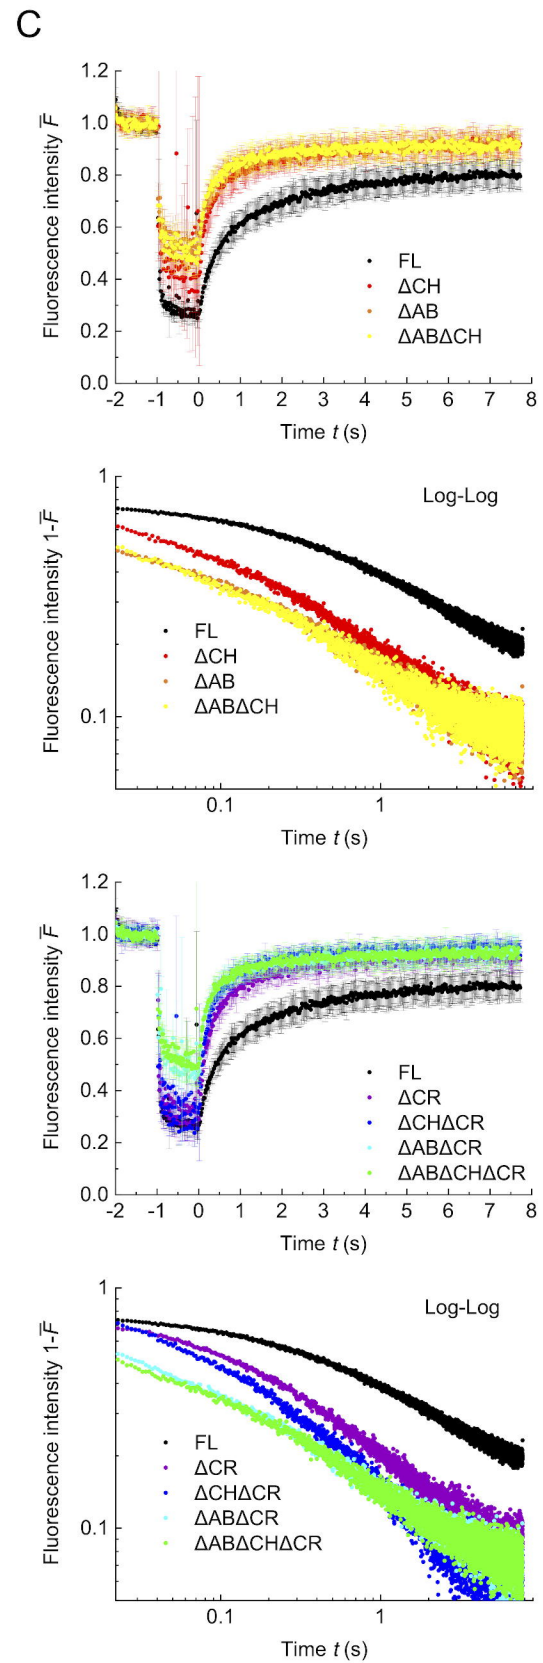 C
1.2
1.0
0.8
0.6
0.4
0.2
0.0
Fluorescence intensity F̅
FL
ΔCH
ΔAB
ΔABΔCH
-2 -1 0 1 2 3 4 5 6 7 8
Time t (s)
1
0.1
Fluorescence intensity 1-F̅
Log-Log
FL
ΔCH
ΔAB
ΔABΔCH
0.1 1
Time t (s)
1.2
1.0
0.8
0.6
0.4
0.2
0.0
Fluorescence intensity F̅
FL
ΔCR
ΔCHΔCR
ΔABΔCR
ΔABΔCHΔCR
-2 -1 0 1 2 3 4 5 6 7 8
Time t (s)
1
0.1
Fluorescence intensity 1-F̅
Log-Log
FL
ΔCR
ΔCHΔCR
ΔABΔCR
ΔABΔCHΔCR
0.1 1
Time t (s)